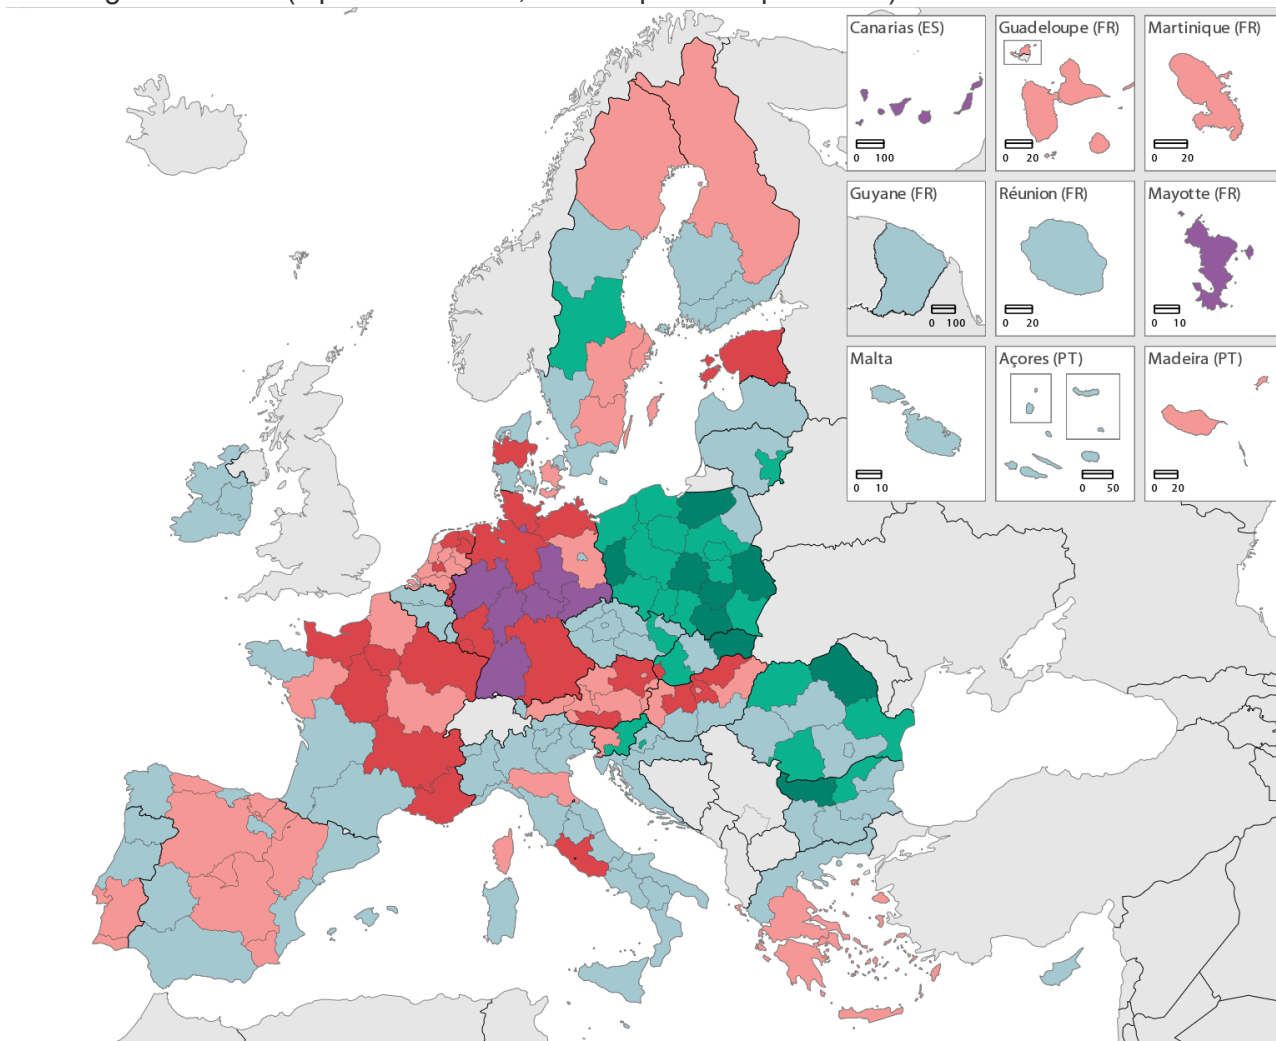 Canarias (ES)
0 100
Guadeloupe (FR)
0 20
Martinique (FR)
0 20
Guyane (FR)
0 100
Réunion (FR)
0 20
Mayotte (FR)
0 10
Malta
0 10
Açores (PT)
0 50
Madeira (PT)
0 20